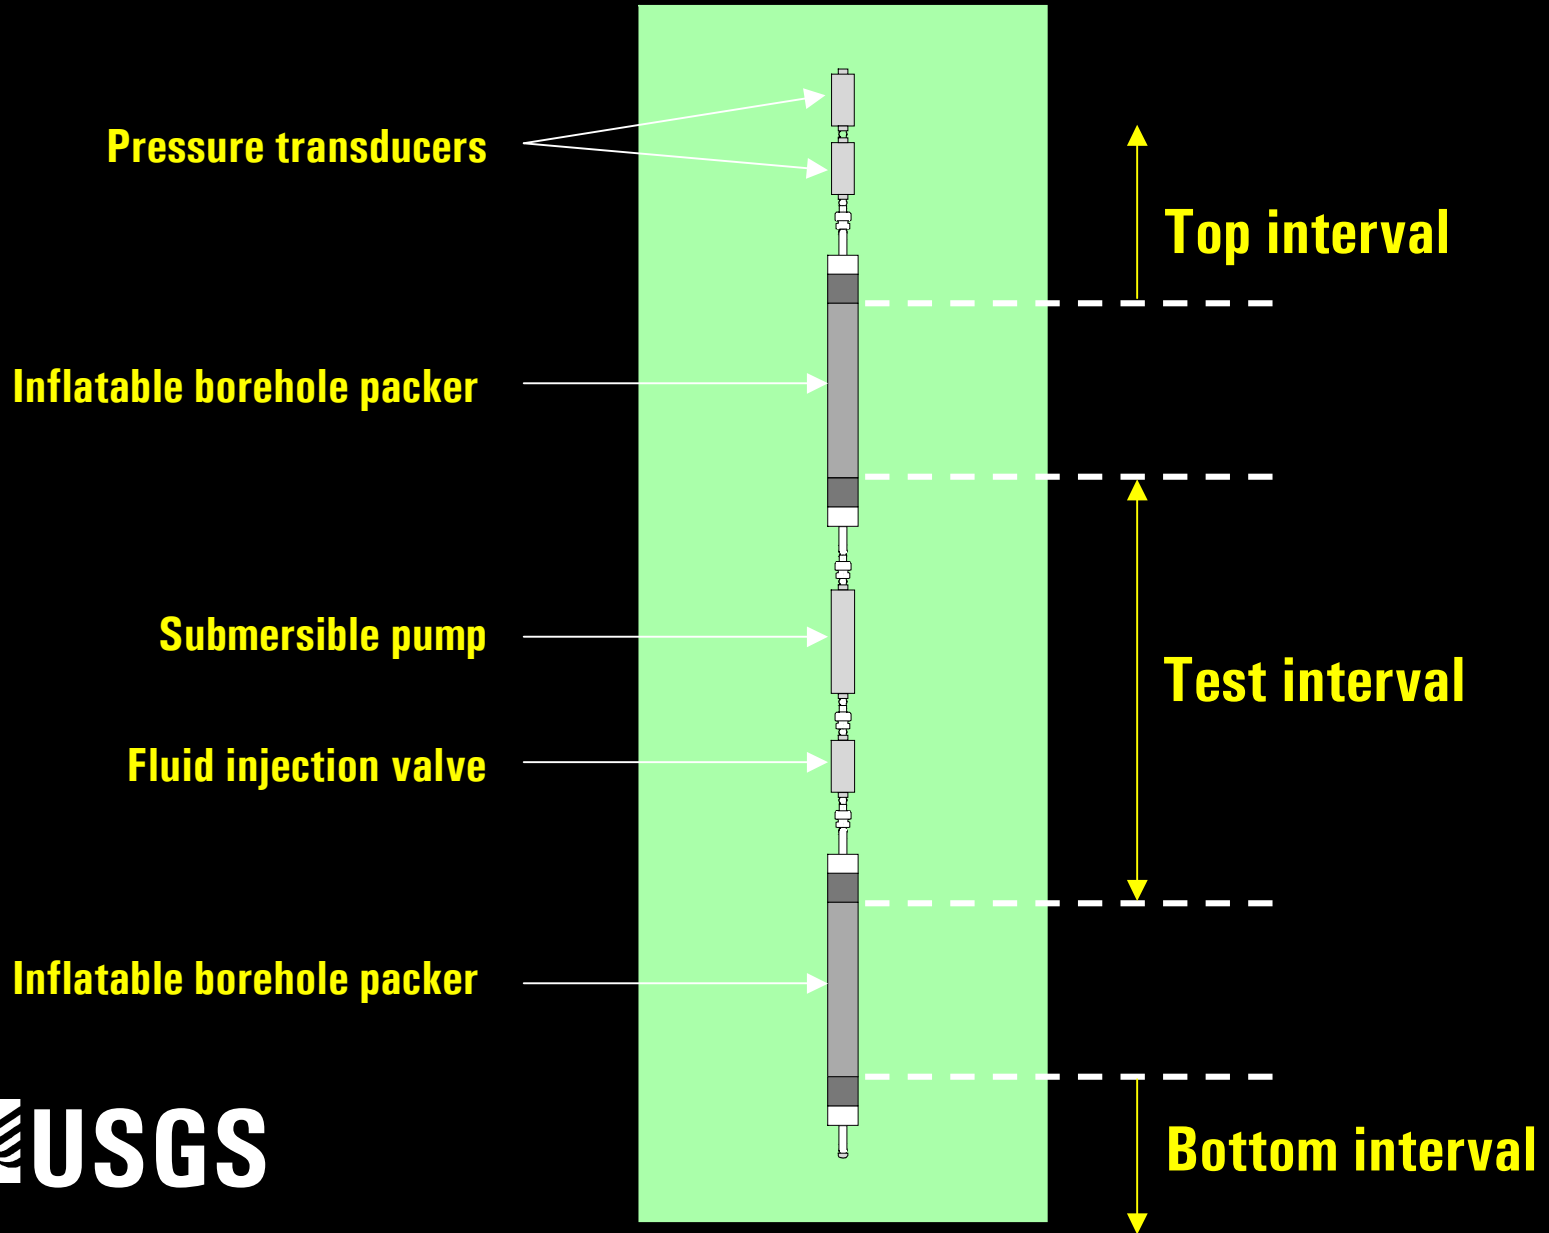 Pressure transducers
Top interval
Inflatable borehole packer
Submersible pump
Test interval
Fluid injection valve
Inflatable borehole packer
USGS
Bottom interval